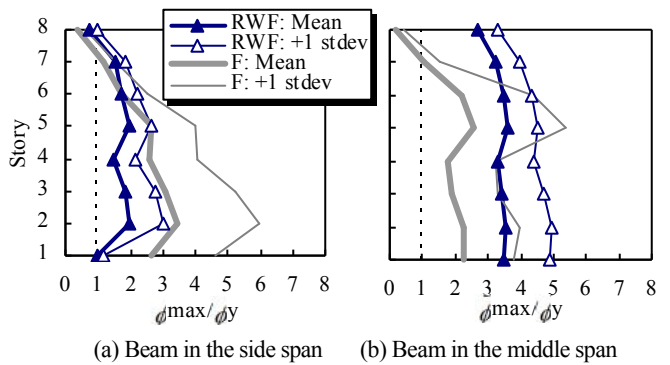 RWF: Mean
RWF: +1 stdev
F: Mean
F: +1 stdev
Story
8
7
6
5
4
3
2
1
0 1 2 3 4 5 6 7 8
ϕmax/ϕy
(a) Beam in the side span
(a)
(b)
0 1 2 3 4 5 6 7 8
ϕmax/ϕy
(b) Beam in the middle span